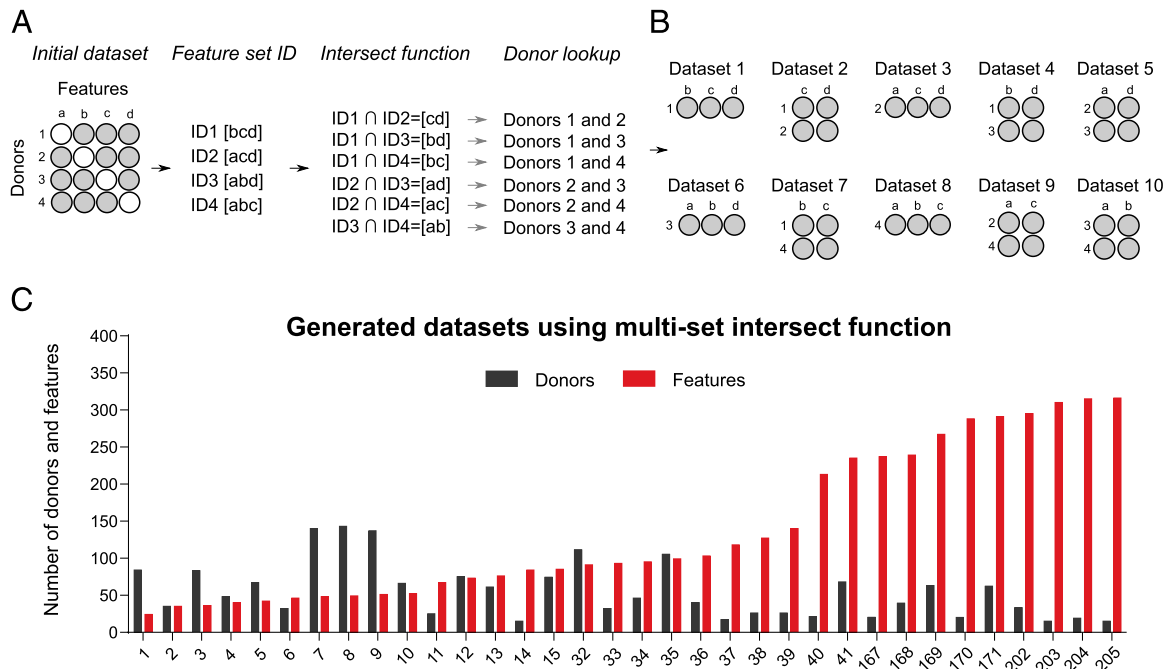 A
Initial dataset Feature set ID Intersect function Donor lookup
Features
a b c d
Donors
1
2
3
4
ID1 [bcd]
ID2 [acd]
ID3 [abd]
ID4 [abc]
ID1 ∩ ID2=[cd] Donors 1 and 2
ID1 ∩ ID3=[bd] Donors 1 and 3
ID1 ∩ ID4=[bc] Donors 1 and 4
ID2 ∩ ID3=[ad] Donors 2 and 3
ID2 ∩ ID4=[ac] Donors 2 and 4
ID3 ∩ ID4=[ab] Donors 3 and 4
B
Dataset 1 Dataset 2 Dataset 3 Dataset 4 Dataset 5
b c d c d a c d b d a d
1 1 2 1 2
2 3 3
Dataset 6 Dataset 7 Dataset 8 Dataset 9 Dataset 10
a b d b c a b c a c a b
3 1 4 2 3
4 4 4
C
Generated datasets using multi-set intersect function
Donors Features
Number of donors and features
400
350
300
250
200
150
100
50
0
1 2 3 4 5 6 7 8 9 10 11 12 13 14 15 32 33 34 35 36 37 38 39 40 41 167 168 169 170 171 202 203 204 205